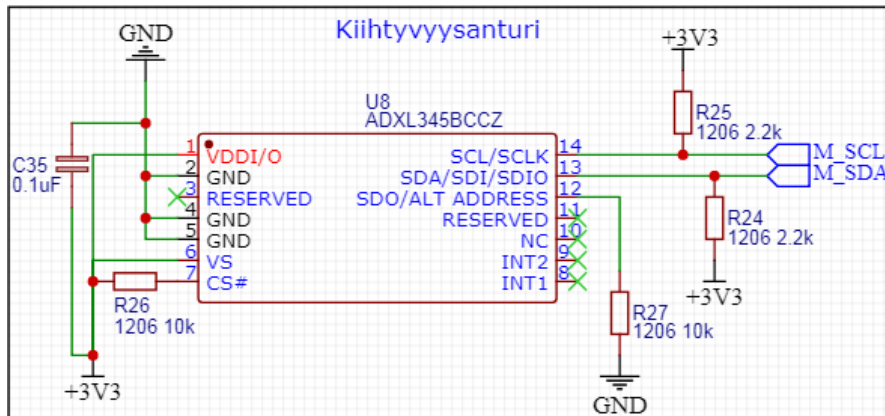 Kiihtyvyysanturi
GND
+3V3
U8
ADXL345BCCZ
R25
1206 2.2k
C35
0.1uF
1 VDDI/O
2 GND
3 RESERVED
4 GND
5 GND
6 VS
7 CS#
SCL/SCLK 14
SDA/SDI/SDIO 13
SDO/ALT ADDRESS 12
RESERVED 11
NC 10
INT2 9
INT1 8
M_SCL
M_SDA
R24
1206 2.2k
+3V3
R26
1206 10k
+3V3
R27
1206 10k
GND